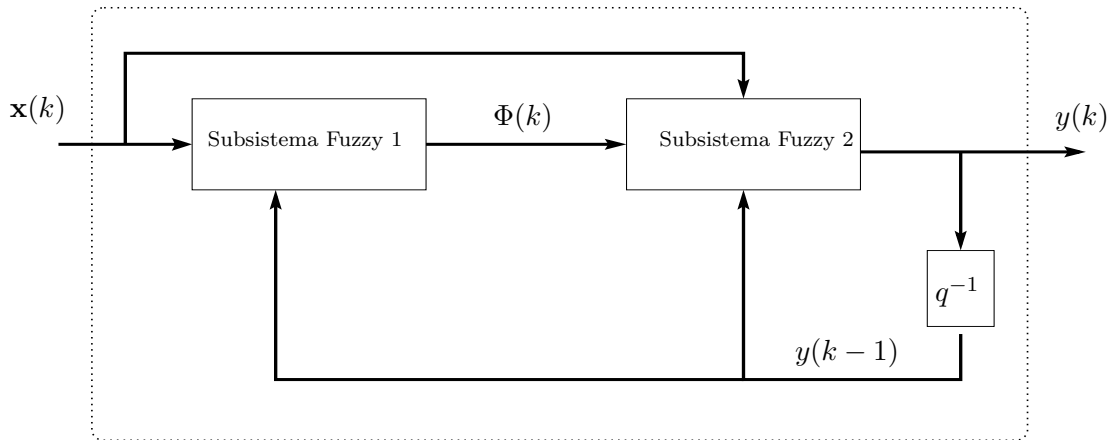 𝐱(k)
Subsistema Fuzzy 1
Φ(k)
Subsistema Fuzzy 2
y(k)
q⁻¹
y(k − 1)